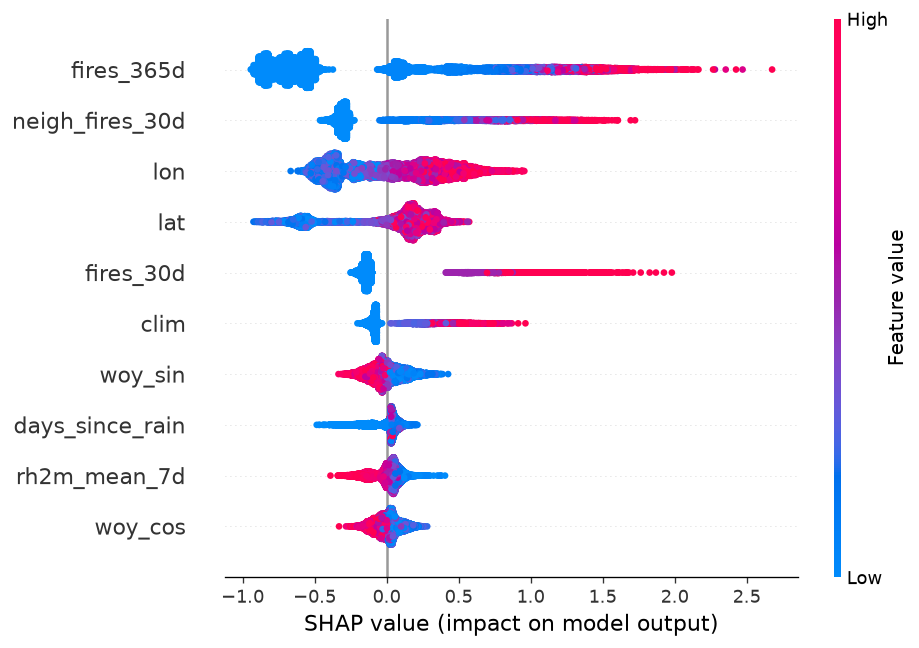 High
fires_365d
neigh_fires_30d
lon
lat
fires_30d
clim
woy_sin
days_since_rain
rh2m_mean_7d
woy_cos
Feature value
Low
−1.0 −0.5 0.0 0.5 1.0 1.5 2.0 2.5
SHAP value (impact on model output)